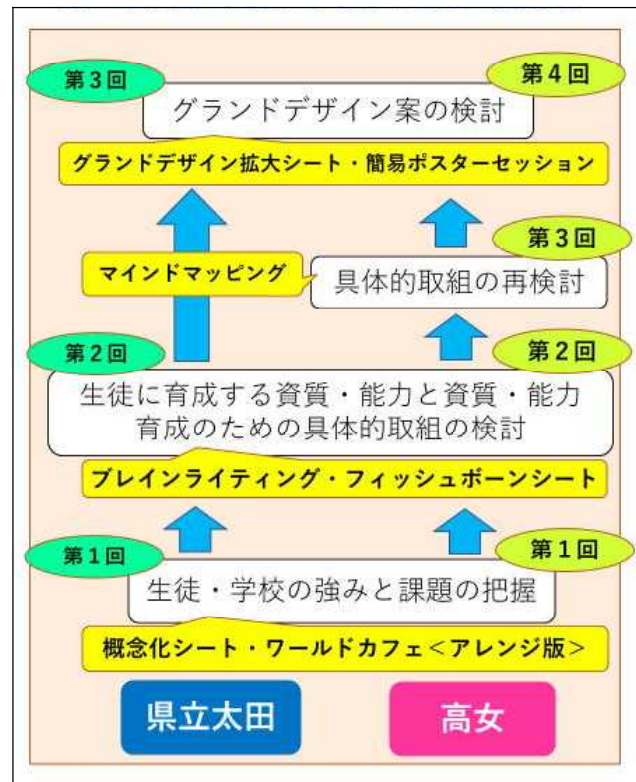 第3回
第4回
グランドデザイン案の検討
グランドデザイン拡大シート・簡易ポスターセッション
第3回
マインドマッピング
具体的取組の再検討
第2回
第2回
生徒に育成する資質・能力と資質・能力
育成のための具体的取組の検討
ブレインライティング・フィッシュボーンシート
第1回
第1回
生徒・学校の強みと課題の把握
概念化シート・ワールドカフェ<アレンジ版>
県立太田
高女